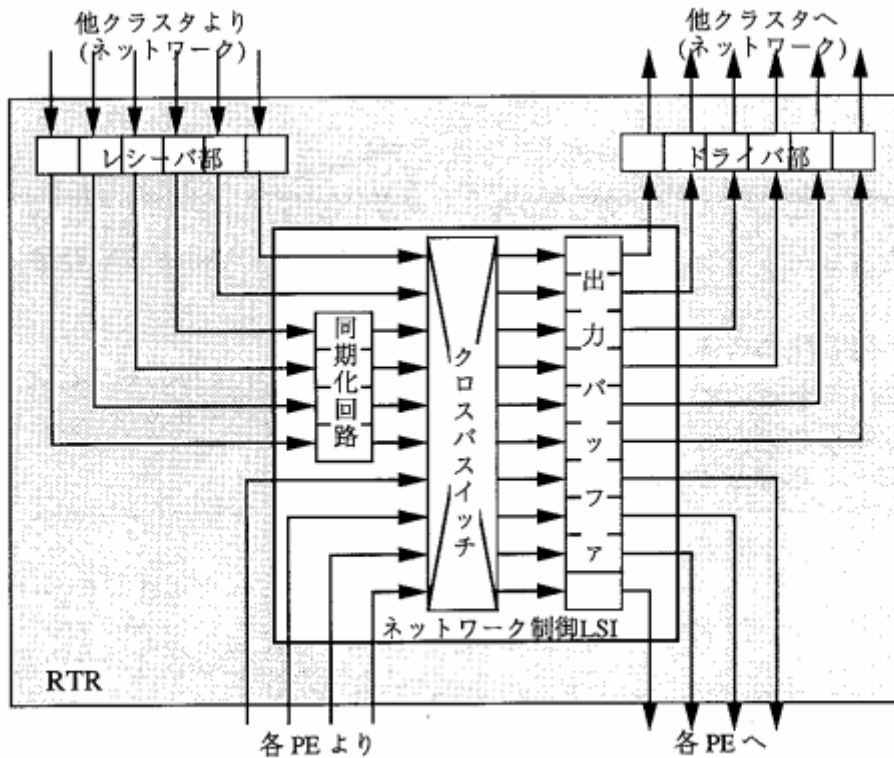 他クラスタより
(ネットワーク)
他クラスタへ
(ネットワーク)
レシーバ部
ドライバ部
同期化回路
クロスバスイッチ
出力バッファ
ネットワーク制御LSI
RTR
各PEより
各PEへ